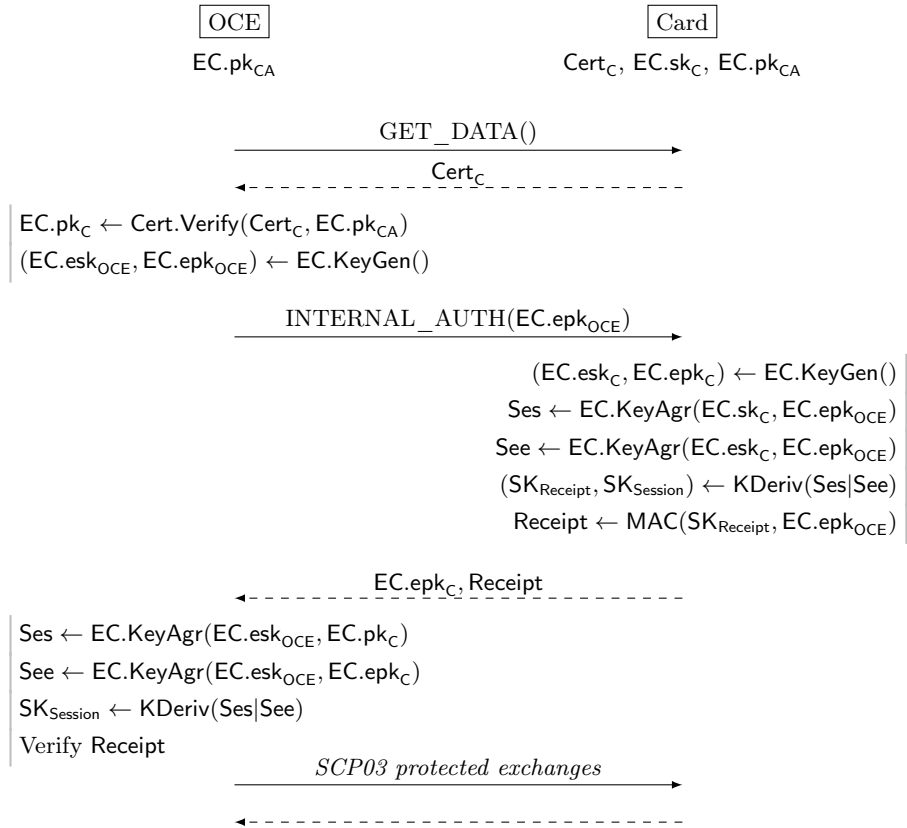 OCE Card
EC.pk_CA Cert_C, EC.sk_C, EC.pk_CA
GET_DATA()
Cert_C
EC.pk_C ← Cert.Verify(Cert_C, EC.pk_CA)
(EC.esk_OCE, EC.epk_OCE) ← EC.KeyGen()
INTERNAL_AUTH(EC.epk_OCE)
(EC.esk_C, EC.epk_C) ← EC.KeyGen()
Ses ← EC.KeyAgr(EC.sk_C, EC.epk_OCE)
See ← EC.KeyAgr(EC.esk_C, EC.epk_OCE)
(SK_Receipt, SK_Session) ← KDeriv(Ses|See)
Receipt ← MAC(SK_Receipt, EC.epk_OCE)
EC.epk_C, Receipt
Ses ← EC.KeyAgr(EC.esk_OCE, EC.pk_C)
See ← EC.KeyAgr(EC.esk_OCE, EC.epk_C)
SK_Session ← KDeriv(Ses|See)
Verify Receipt
SCP03 protected exchanges